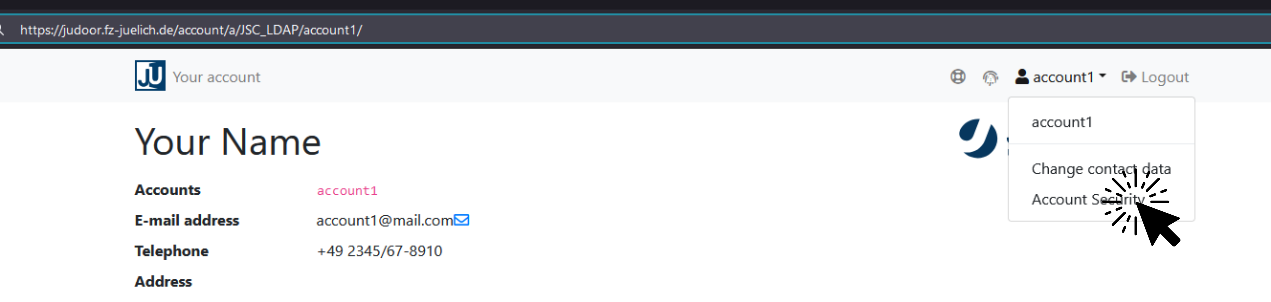 https://judoor.fz-juelich.de/account/a/JSC_LDAP/account1/
JU Your account account1 Logout
account1
Your Name
Change contact data
Accounts account1
Account Security
E-mail address account1@mail.com
Telephone +49 2345/67-8910
Address